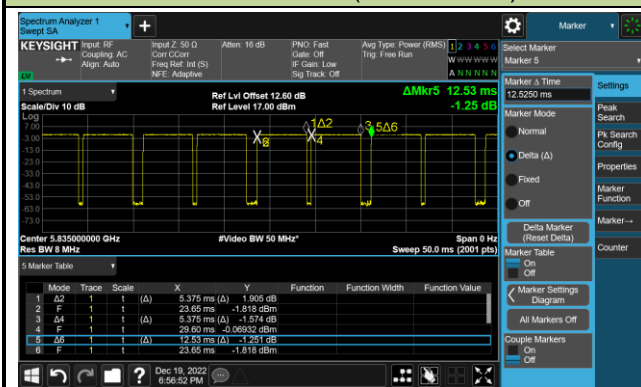 Spectrum Analyzer 1
Swept SA
+
Marker
KEYSIGHT
Input: RF
Coupling: AC
Align: Auto
Input Z: 50 Ω
Corr CCorr
Freq Ref: Int (S)
NFE: Adaptive
Atten: 16 dB
PNO: Fast
Gate: Off
IF Gain: Low
Sig Track: Off
Avg Type: Power (RMS)
Trig: Free Run
1 2 3 4 5 6
W W W W W W
A N N N N N
LXI
Select Marker
Marker 5
1 Spectrum
Scale/Div 10 dB
Ref Lvl Offset 12.60 dB
Ref Level 17.00 dBm
ΔMkr5 12.53 ms
-1.25 dB
Log
7.00
-3.00
-13.0
-23.0
-33.0
-43.0
-53.0
-63.0
-73.0
1Δ2
3
5Δ6
4
Center 5.835000000 GHz
Res BW 8 MHz
#Video BW 50 MHz*
Span 0 Hz
Sweep 50.0 ms (2001 pts)
5 Marker Table
Mode Trace Scale X Y Function Function Width Function Value
1 Δ2 1 t (Δ) 5.375 ms (Δ) 1.905 dB
2 F 1 t 23.65 ms -1.818 dBm
3 Δ4 1 t (Δ) 5.375 ms (Δ) -1.574 dB
4 F 1 t 29.60 ms -0.06932 dBm
5 Δ6 1 t (Δ) 12.53 ms (Δ) -1.251 dB
6 F 1 t 23.65 ms -1.818 dBm
Marker Δ Time
12.5250 ms
Marker Mode
Normal
Delta (Δ)
Fixed
Off
Delta Marker
(Reset Delta)
Marker Table
On
Off
Marker Settings
Diagram
All Markers Off
Couple Markers
On
Off
Settings
Peak
Search
Pk Search
Config
Properties
Marker
Function
Marker→
Counter
?
Dec 19, 2022
6:56:52 PM